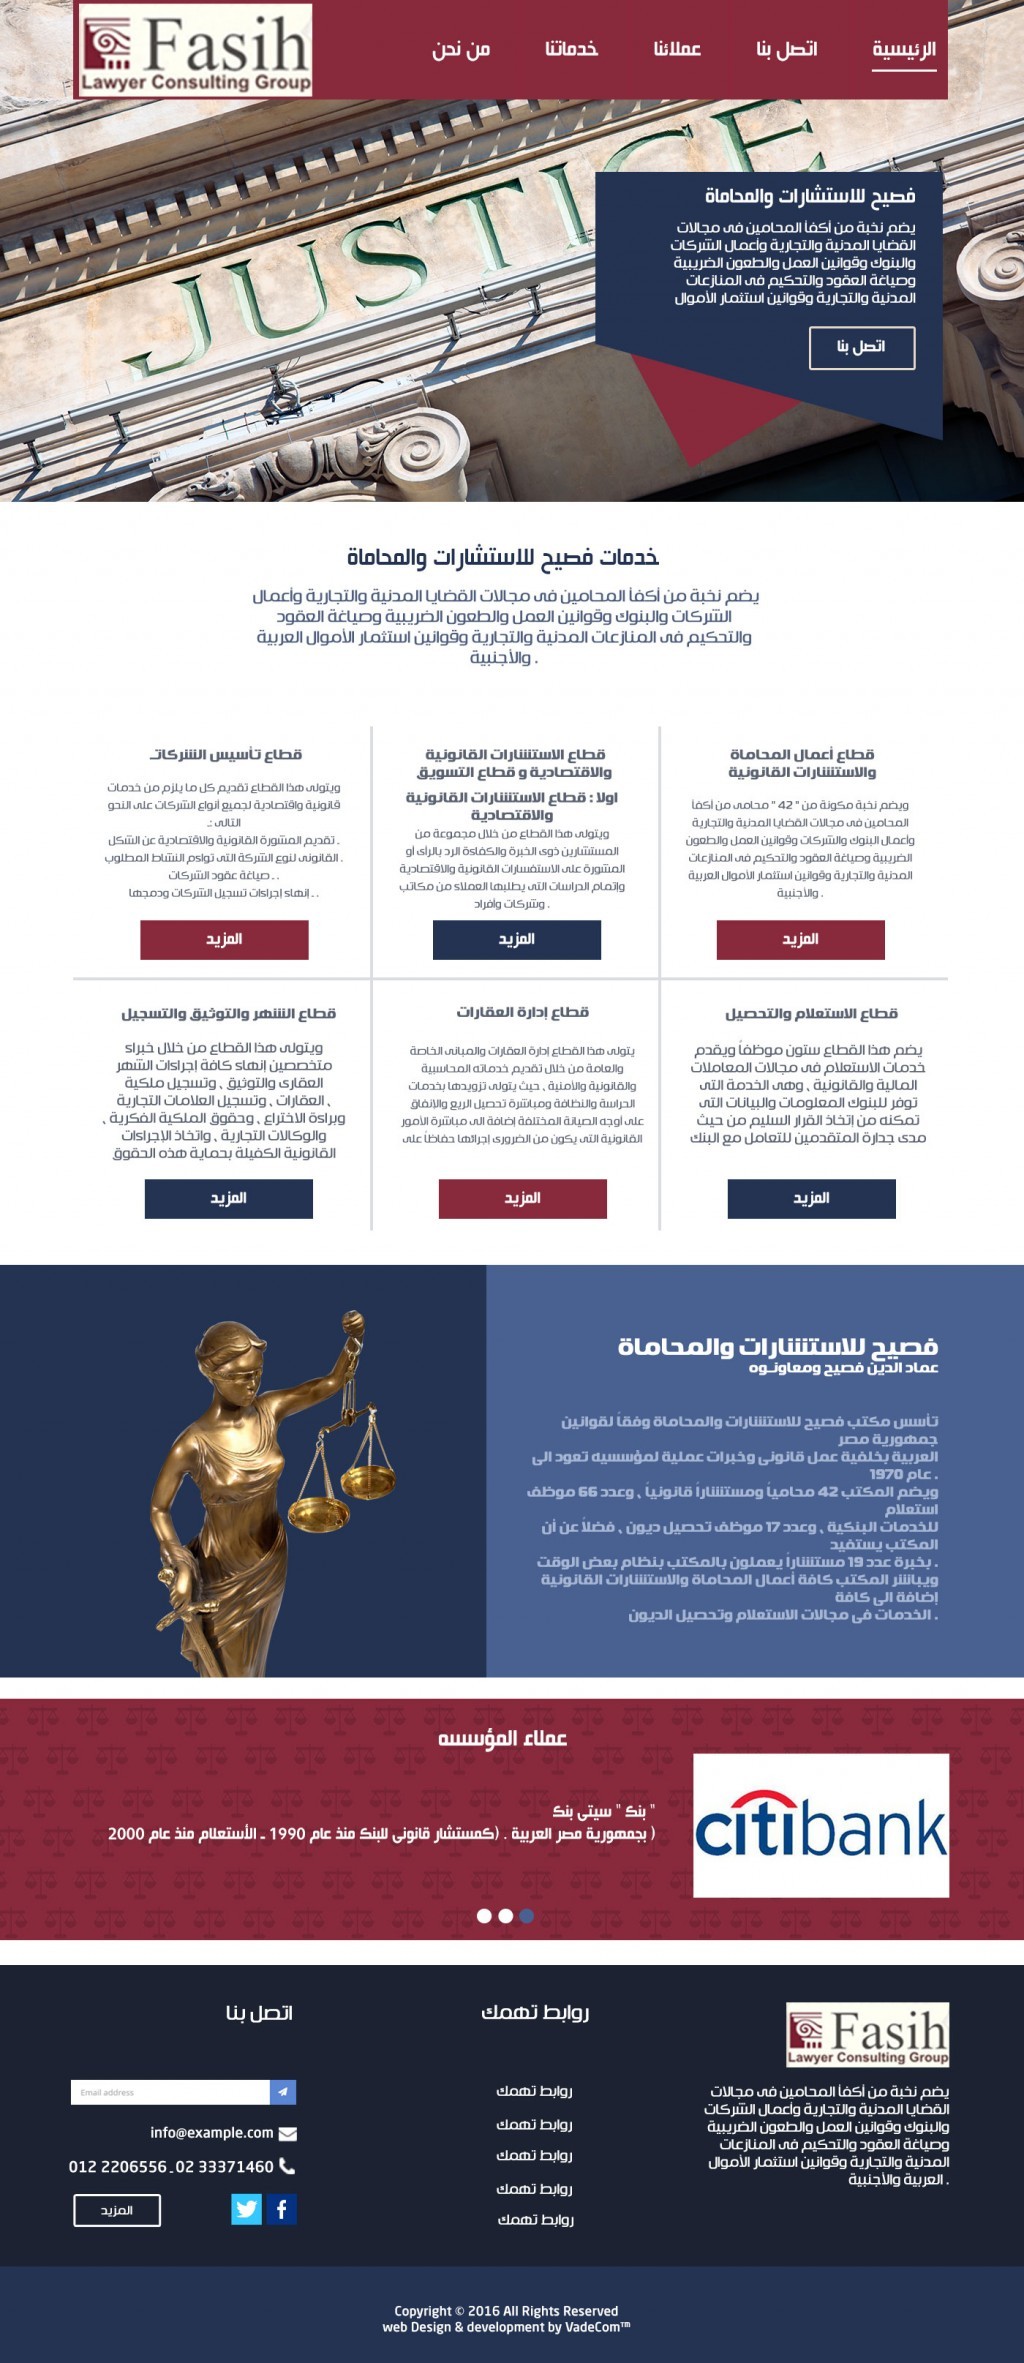 Fasih
Lawyer Consulting Group
الرئيسية
اتصل بنا
عملائنا
خدماتنا
من نحن
JUSTICE
فصيح للاستشارات والمحاماة
يضم نخبة من أكفأ المحامين فى مجالات
القضايا المدنية والتجارية وأعمال الشركات
والبنوك وقوانين العمل والطعون الضريبية
وصياغة العقود والتحكيم فى المنازعات
المدنية والتجارية وقوانين استثمار الأموال
اتصل بنا
خدمات فصيح للاستشارات والمحاماة
يضم نخبة من أكفأ المحامين فى مجالات القضايا المدنية والتجارية وأعمال
الشركات والبنوك وقوانين العمل والطعون الضريبية وصياغة العقود
والتحكيم فى المنازعات المدنية والتجارية وقوانين استثمار الأموال العربية
والأجنبية .
قطاع أعمال المحاماة
والاستشارات القانونية
ويضم نخبة مكونة من " 42 " محامى من أكفأ
المحامين فى مجالات القضايا المدنية والتجارية
وأعمال البنوك والشركات وقوانين العمل والطعون
الضريبية وصياغة العقود والتحكيم فى المنازعات
المدنية والتجارية وقوانين استثمار الأموال العربية
والأجنبية .
المزيد
قطاع الاستشارات القانونية
والاقتصادية و قطاع التسويق
اولا : قطاع الاستشارات القانونية
والاقتصادية
ويتولى هذا القطاع من خلال مجموعة من
المستشارين ذوى الخبرة والكفاءة الرد بالرأى أو
المشورة على الاستفسارات القانونية والاقتصادية
وإتمام الدراسات التى يطلبها العملاء من مكاتب
وشركات وأفراد .
المزيد
قطاع تأسيس الشركات
ويتولى هذا القطاع تقديم كل ما يلزم من خدمات
قانونية واقتصادية لجميع أنواع الشركات على النحو
التالى :.
. تقديم المشورة القانونية والاقتصادية عن الشكل
القانونى لنوع الشركة التى تواءم النشاط المطلوب .
صياغة عقود الشركات . .
إنهاء إجراءات تسجيل الشركات ودمجها . .
المزيد
قطاع الاستعلام والتحصيل
يضم هذا القطاع ستون موظفاً ويقدم
خدمات الاستعلام فى مجالات المعاملات
المالية والقانونية ، وهى الخدمة التى
توفر للبنوك المعلومات والبيانات التى
تمكنه من إتخاذ القرار السليم من حيث
مدى جدارة المتقدمين للتعامل مع البنك
المزيد
قطاع إدارة العقارات
يتولى هذا القطاع إدارة العقارات والمبانى الخاصة
والعامة من خلال تقديم خدماته المحاسبية
والقانونية والأمنية ، حيث يتولى تزويدها بخدمات
الحراسة والنظافة ومباشرة تحصيل الريع والإنفاق
على أوجه الصيانة المختلفة إضافة الى مباشرة الأمور
القانونية التى يكون من الضرورى إجرائها حفاظاً على
المزيد
قطاع الشهر والتوثيق والتسجيل
ويتولى هذا القطاع من خلال خبراء
متخصصين إنهاء كافة إجراءات الشهر
العقارى والتوثيق ، وتسجيل ملكية
العقارات ، وتسجيل العلامات التجارية ،
وبراءة الاختراع ، وحقوق الملكية الفكرية ،
والوكالات التجارية ، واتخاذ الإجراءات
القانونية الكفيلة بحماية هذه الحقوق
المزيد
فصيح للاستشارات والمحاماة
عماد الدين فصيح ومعاونوه
تأسس مكتب فصيح للاستشارات والمحاماة وفقاً لقوانين
جمهورية مصر
العربية بخلفية عمل قانونى وخبرات عملية لمؤسسيه تعود الى
عام 1970 .
ويضم المكتب 42 محامياً ومستشاراً قانونياً ، وعدد 66 موظف
استعلام
للخدمات البنكية ، وعدد 17 موظف تحصيل ديون ، فضلاً عن أن
المكتب يستفيد
بخبرة عدد 19 مستشاراً يعملون بالمكتب بنظام بعض الوقت .
ويباشر المكتب كافة أعمال المحاماة والاستشارات القانونية
إضافة الى كافة
الخدمات فى مجالات الاستعلام وتحصيل الديون .
عملاء المؤسسه
citibank
" بنك " سيتى بنك
( بجمهورية مصر العربية . (كمستشار قانونى للبنك منذ عام 1990 ـ الأستعلام منذ عام 2000
Fasih
Lawyer Consulting Group
يضم نخبة من أكفأ المحامين فى مجالات
القضايا المدنية والتجارية وأعمال الشركات
والبنوك وقوانين العمل والطعون الضريبية
وصياغة العقود والتحكيم فى المنازعات
المدنية والتجارية وقوانين استثمار الأموال
العربية والأجنبية .
روابط تهمك
روابط تهمك
روابط تهمك
روابط تهمك
روابط تهمك
روابط تهمك
اتصل بنا
Email address
info@example.com
012 2206556 ـ 02 33371460
المزيد
Copyright © 2016 All Rights Reserved
web Design & development by VadeCom™